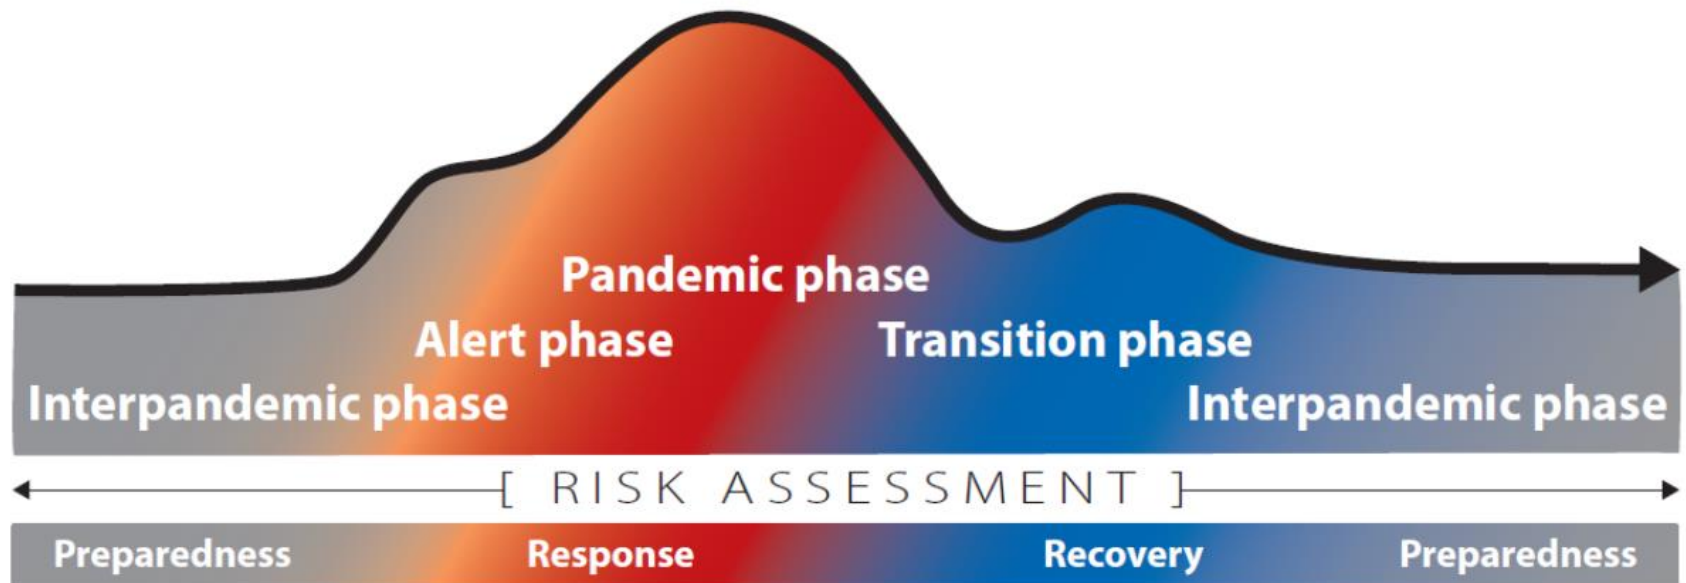 Pandemic phase
Alert phase
Transition phase
Interpandemic phase
Interpandemic phase
[ RISK ASSESSMENT ]
Preparedness
Response
Recovery
Preparedness